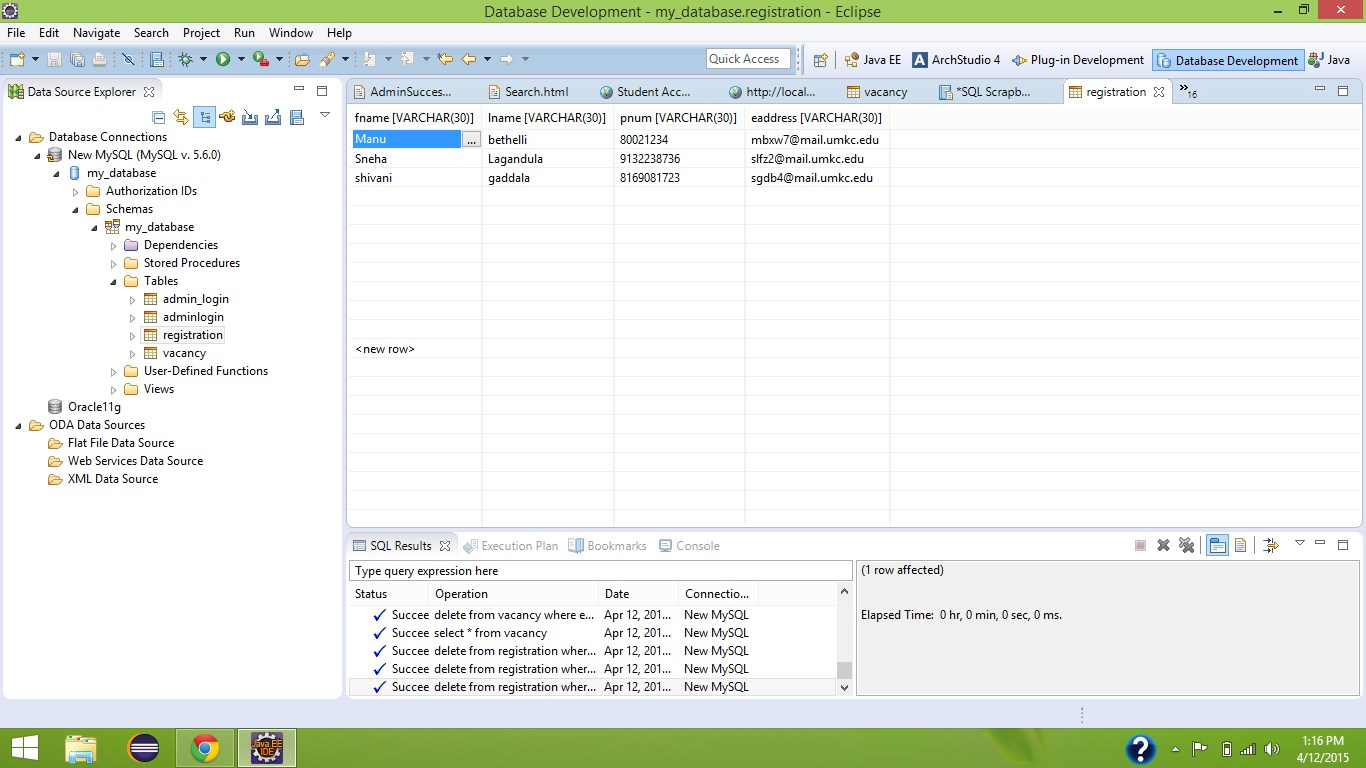 Database Development - my_database.registration - Eclipse
File Edit Navigate Search Project Run Window Help
Quick Access Java EE ArchStudio 4 Plug-in Development Database Development Java
Data Source Explorer
Database Connections
New MySQL (MySQL v. 5.6.0)
my_database
Authorization IDs
Schemas
my_database
Dependencies
Stored Procedures
Tables
admin_login
adminlogin
registration
vacancy
User-Defined Functions
Views
Oracle11g
ODA Data Sources
Flat File Data Source
Web Services Data Source
XML Data Source
AdminSucces... Search.html Student Acc... http://local... vacancy *SQL Scrapb... registration »16
fname [VARCHAR(30)] lname [VARCHAR(30)] pnum [VARCHAR(30)] eaddress [VARCHAR(30)]
Manu ... bethelli 80021234 mbxw7@mail.umkc.edu
Sneha Lagandula 9132238736 slfz2@mail.umkc.edu
shivani gaddala 8169081723 sgdb4@mail.umkc.edu
<new row>
SQL Results Execution Plan Bookmarks Console
Type query expression here
Status Operation Date Connectio...
Succee delete from vacancy where e... Apr 12, 201... New MySQL
Succee select * from vacancy Apr 12, 201... New MySQL
Succee delete from registration wher... Apr 12, 201... New MySQL
Succee delete from registration wher... Apr 12, 201... New MySQL
Succee delete from registration wher... Apr 12, 201... New MySQL
(1 row affected)
Elapsed Time: 0 hr, 0 min, 0 sec, 0 ms.
Java EE
IDE
?
1:16 PM
4/12/2015